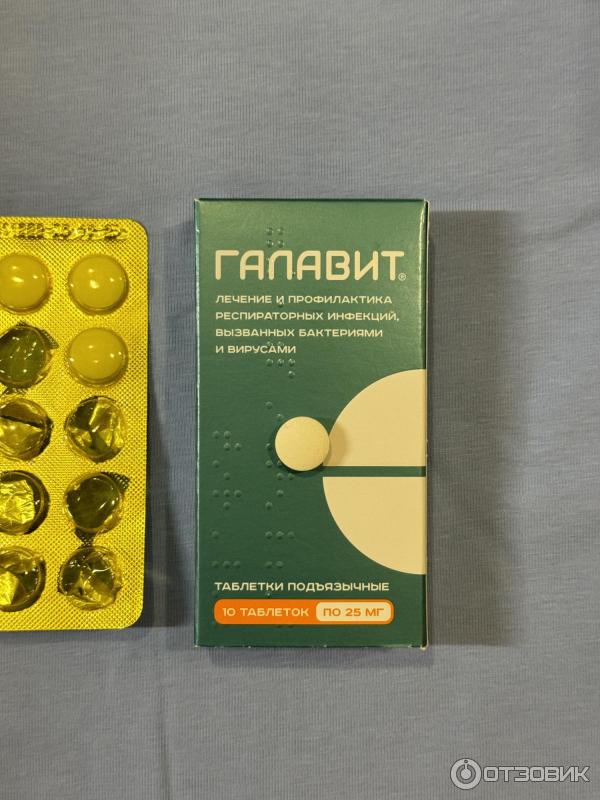 ГАЛАВИТ®
ЛЕЧЕНИЕ И ПРОФИЛАКТИКА
РЕСПИРАТОРНЫХ ИНФЕКЦИЙ,
ВЫЗВАННЫХ БАКТЕРИЯМИ
И ВИРУСАМИ
ТАБЛЕТКИ ПОДЪЯЗЫЧНЫЕ
10 ТАБЛЕТОК ПО 25 МГ
ОТЗОВИК